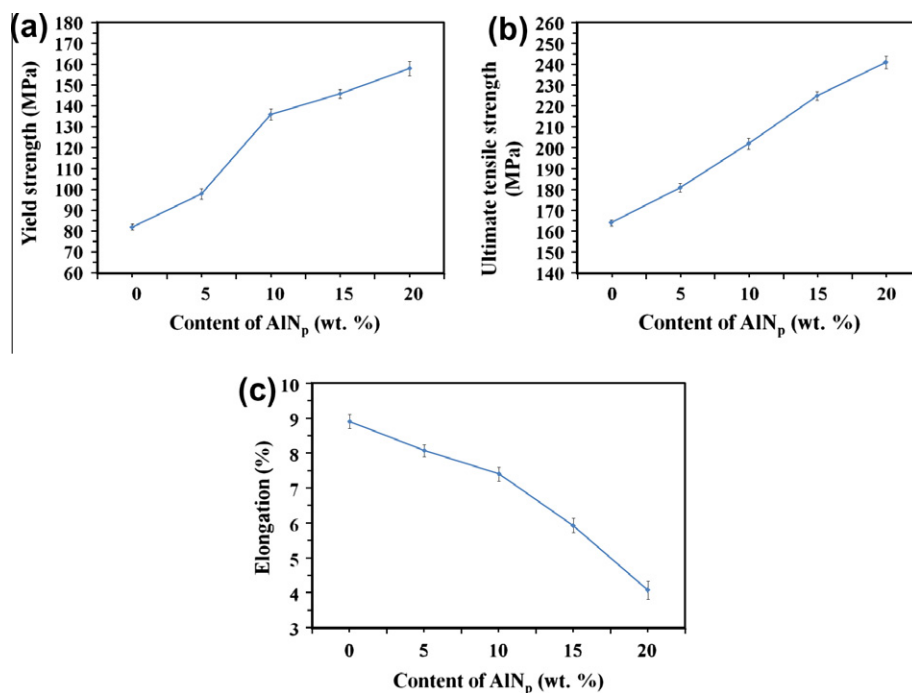 (a)
180
170
160
150
140
130
120
110
100
90
80
70
60
Yield strength (MPa)
0 5 10 15 20
Content of AlNp (wt. %)
(b)
260
250
240
230
220
210
200
190
180
170
160
150
140
Ultimate tensile strength
(MPa)
0 5 10 15 20
Content of AlNp (wt. %)
(c)
10
9
8
7
6
5
4
3
Elongation (%)
0 5 10 15 20
Content of AlNp (wt. %)